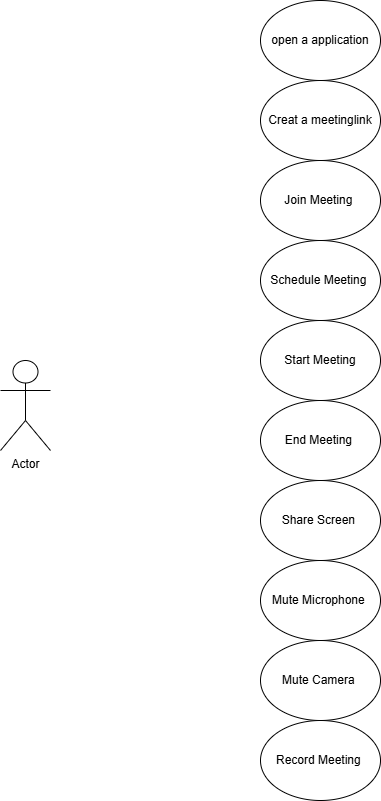 open a application
Creat a meetinglink
Join Meeting
Schedule Meeting
Start Meeting
End Meeting
Actor
Share Screen
Mute Microphone
Mute Camera
Record Meeting